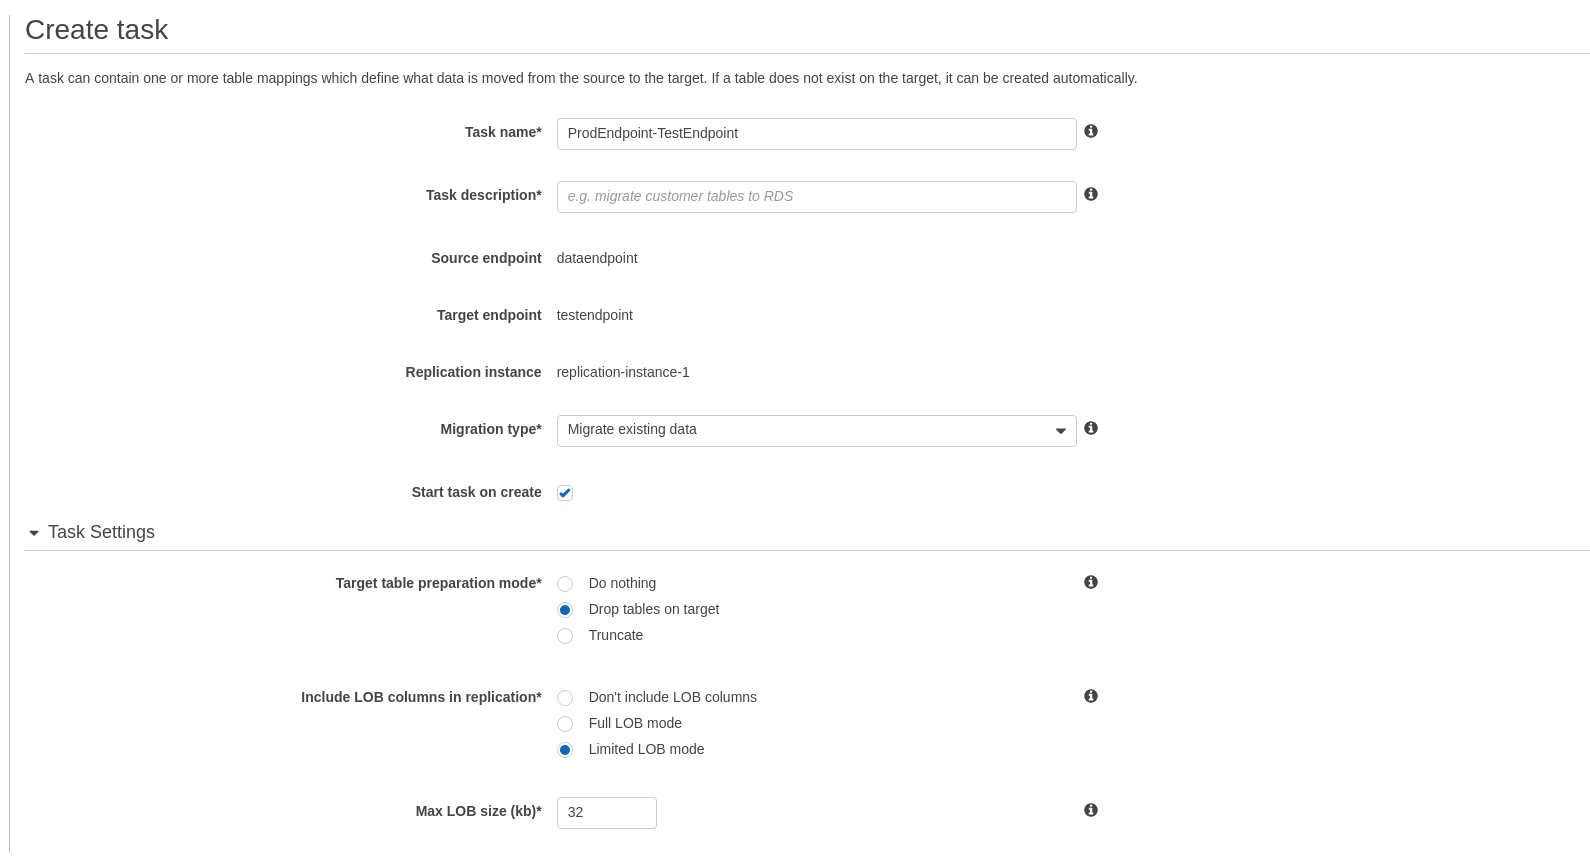 Create task
A task can contain one or more table mappings which define what data is moved from the source to the target. If a table does not exist on the target, it can be created automatically.
Task name* ProdEndpoint-TestEndpoint
Task description* e.g. migrate customer tables to RDS
Source endpoint dataendpoint
Target endpoint testendpoint
Replication instance replication-instance-1
Migration type* Migrate existing data
Start task on create
Task Settings
Target table preparation mode* Do nothing
Drop tables on target
Truncate
Include LOB columns in replication* Don't include LOB columns
Full LOB mode
Limited LOB mode
Max LOB size (kb)* 32